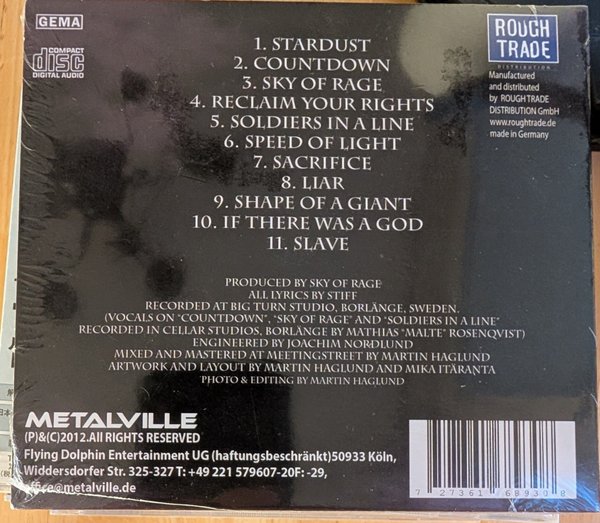 GEMA
COMPACT
disc
DIGITAL AUDIO
1. STARDUST
2. COUNTDOWN
3. SKY OF RAGE
4. RECLAIM YOUR RIGHTS
5. SOLDIERS IN A LINE
6. SPEED OF LIGHT
7. SACRIFICE
8. LIAR
9. SHAPE OF A GIANT
10. IF THERE WAS A GOD
11. SLAVE
ROUGH
TRADE
DISTRIBUTION
Manufactured
and distributed
by ROUGH TRADE
DISTRIBUTION GmbH
www.roughtrade.de
made in Germany
PRODUCED BY SKY OF RAGE
ALL LYRICS BY STIFF
RECORDED AT BIG TURN STUDIO, BORLÄNGE, SWEDEN.
(VOCALS ON "COUNTDOWN", "SKY OF RAGE" AND "SOLDIERS IN A LINE"
RECORDED IN CELLAR STUDIOS, BORLÄNGE BY MATHIAS "MALTE" ROSENQVIST)
ENGINEERED BY JOACHIM NORDLUND
MIXED AND MASTERED AT MEETINGSTREET BY MARTIN HAGLUND
ARTWORK AND LAYOUT BY MARTIN HAGLUND AND MIKA ITÄRANTA
PHOTO & EDITING BY MARTIN HAGLUND
METALVILLE
(P)&(C)2012.All RIGHTS RESERVED
Flying Dolphin Entertainment UG (haftungsbeschränkt)50933 Köln,
Widdersdorfer Str. 325-327 T: +49 221 579607-20F: -29,
office@metalville.de
7 27361 68930 8